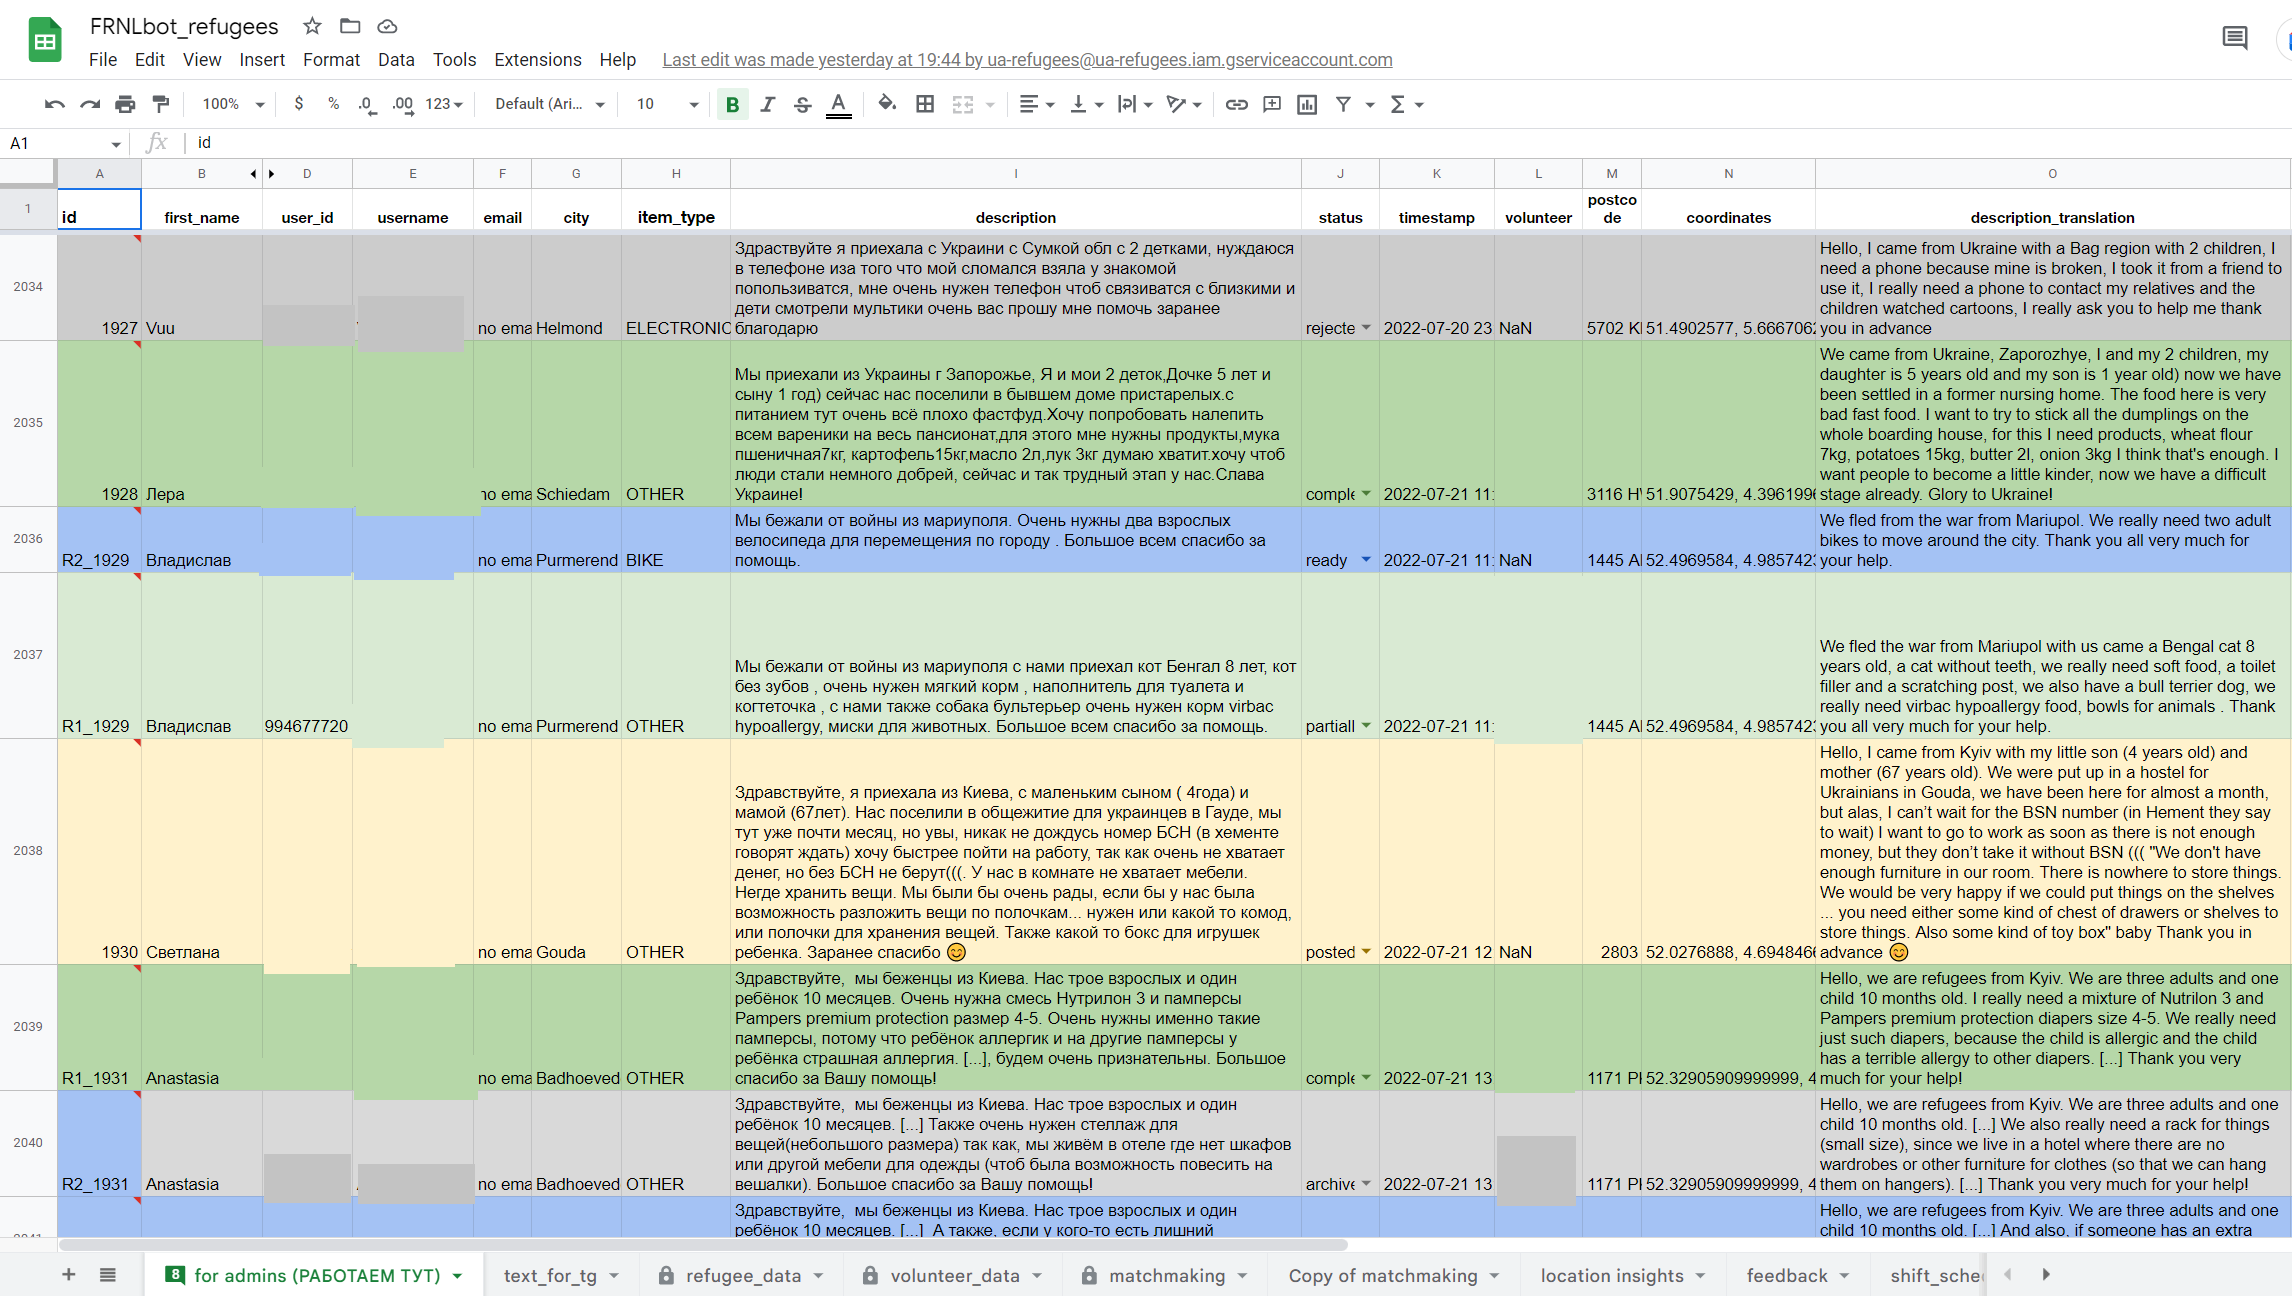 FRNLbot_refugees
File Edit View Insert Format Data Tools Extensions Help Last edit was made yesterday at 19:44 by ua-refugees@ua-refugees.iam.gserviceaccount.com
100% $ % .0 .00 123 Default (Ari... 10 B I S A
A1 fx id
A B D E F G H I J K L M N O
1 id first_name user_id username email city item_type description status timestamp volunteer postco
de coordinates description_translation
2034
1927 Vuu no ema Helmond ELECTRONIC
Здраствуйте я приехала с Украини с Сумкой обл с 2 детками, нуждаюся
в телефоне иза того что мой сломался взяла у знакомой
попользиватся, мне очень нужен телефон чтоб связиватся с близкими и
дети смотрели мультики очень вас прошу мне помочь заранее
благодарю
rejecte 2022-07-20 23 NaN 5702 K 51.4902577, 5.6667062
Hello, I came from Ukraine with a Bag region with 2 children, I
need a phone because mine is broken, I took it from a friend to
use it, I really need a phone to contact my relatives and the
children watched cartoons, I really ask you to help me thank
you in advance
2035
1928 Лера no ema Schiedam OTHER
Мы приехали из Украины г Запорожье, Я и мои 2 деток,Дочке 5 лет и
сыну 1 год) сейчас нас поселили в бывшем доме пристарелых.с
питанием тут очень всё плохо фастфуд.Хочу попробовать налепить
всем вареники на весь пансионат,для этого мне нужны продукты,мука
пшеничная7кг, картофель15кг,масло 2л,лук 3кг думаю хватит.хочу чтоб
люди стали немного добрей, сейчас и так трудный этап у нас.Слава
Украине!
comple 2022-07-21 11: 3116 H 51.9075429, 4.3961996
We came from Ukraine, Zaporozhye, I and my 2 children, my
daughter is 5 years old and my son is 1 year old) now we have
been settled in a former nursing home. The food here is very
bad fast food. I want to try to stick all the dumplings on the
whole boarding house, for this I need products, wheat flour
7kg, potatoes 15kg, butter 2l, onion 3kg I think that's enough. I
want people to become a little kinder, now we have a difficult
stage already. Glory to Ukraine!
2036
R2_1929 Владислав no ema Purmerend BIKE
Мы бежали от войны из мариуполя. Очень нужны два взрослых
велосипеда для перемещения по городу . Большое всем спасибо за
помощь.
ready 2022-07-21 11: NaN 1445 A 52.4969584, 4.9857423
We fled from the war from Mariupol. We really need two adult
bikes to move around the city. Thank you all very much for
your help.
2037
R1_1929 Владислав 994677720 no ema Purmerend OTHER
Мы бежали от войны из мариуполя с нами приехал кот Бенгал 8 лет, кот
без зубов , очень нужен мягкий корм , наполнитель для туалета и
когтеточка , с нами также собака бультерьер очень нужен корм virbac
hypoallergy, миски для животных. Большое всем спасибо за помощь.
partiall 2022-07-21 11: 1445 A 52.4969584, 4.9857423
We fled the war from Mariupol with us came a Bengal cat 8
years old, a cat without teeth, we really need soft food, a toilet
filler and a scratching post, we also have a bull terrier dog, we
really need virbac hypoallergy food, bowls for animals . Thank
you all very much for your help.
2038
1930 Светлана no ema Gouda OTHER
Здравствуйте, я приехала из Киева, с маленьким сыном ( 4года) и
мамой (67лет). Нас поселили в общежитие для украинцев в Гауде, мы
тут уже почти месяц, но увы, никак не дождусь номер БСН (в хементе
говорят ждать) хочу быстрее пойти на работу, так как очень не хватает
денег, но без БСН не берут(((. У нас в комнате не хватает мебели.
Негде хранить вещи. Мы были бы очень рады, если бы у нас была
возможность разложить вещи по полочкам... нужен или какой то комод,
или полочки для хранения вещей. Также какой то бокс для игрушек
ребенка. Заранее спасибо 😊
posted 2022-07-21 12 NaN 2803 52.0276888, 4.6948466
Hello, I came from Kyiv with my little son (4 years old) and
mother (67 years old). We were put up in a hostel for
Ukrainians in Gouda, we have been here for almost a month,
but alas, I can't wait for the BSN number (in Hement they say
to wait) I want to go to work as soon as there is not enough
money, but they don't take it without BSN ((( "We don't have
enough furniture in our room. There is nowhere to store things.
We would be very happy if we could put things on the shelves
... you need either some kind of chest of drawers or shelves to
store things. Also some kind of toy box" baby Thank you in
advance 😊
2039
R1_1931 Anastasia no ema Badhoeved OTHER
Здравствуйте, мы беженцы из Киева. Нас трое взрослых и один
ребёнок 10 месяцев. Очень нужна смесь Нутрилон 3 и памперсы
Pampers premium protection размер 4-5. Очень нужны именно такие
памперсы, потому что ребёнок аллергик и на другие памперсы у
ребёнка страшная аллергия. [...], будем очень признательны. Большое
спасибо за Вашу помощь!
comple 2022-07-21 13 1171 P 52.32905909999999, 4
Hello, we are refugees from Kyiv. We are three adults and one
child 10 months old. I really need a mixture of Nutrilon 3 and
Pampers premium protection diapers size 4-5. We really need
just such diapers, because the child is allergic and the child
has a terrible allergy to other diapers. [...] Thank you very
much for your help!
2040
R2_1931 Anastasia no ema Badhoeved OTHER
Здравствуйте, мы беженцы из Киева. Нас трое взрослых и один
ребёнок 10 месяцев. [...] Также очень нужен стеллаж для
вещей(небольшого размера) так как, мы живём в отеле где нет шкафов
или другой мебели для одежды (чтоб была возможность повесить на
вешалки). Большое спасибо за Вашу помощь!
archive 2022-07-21 13 1171 P 52.32905909999999, 4
Hello, we are refugees from Kyiv. We are three adults and one
child 10 months old. [...] We also really need a rack for things
(small size), since we live in a hotel where there are no
wardrobes or other furniture for clothes (so that we can hang
them on hangers). [...] Thank you very much for your help!
Здравствуйте, мы беженцы из Киева. Нас трое взрослых и один
ребёнок 10 месяцев. [...] А также, если у кого-то есть лишний
Hello, we are refugees from Kyiv. We are three adults and one
child 10 months old. [...] And also, if someone has an extra
8 for admins (РАБОТАЕМ ТУТ) text_for_tg refugee_data volunteer_data matchmaking Copy of matchmaking location insights feedback shift_sche